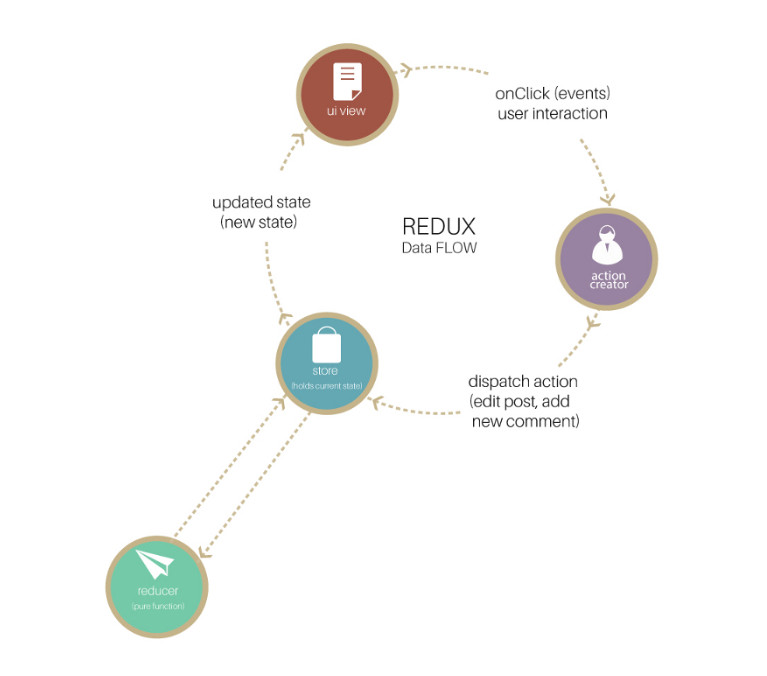 ui view
onClick (events)
user interaction
updated state
(new state)
REDUX
Data FLOW
action
creator
store
(holds current state)
dispatch action
(edit post, add
new comment)
reducer
(pure function)